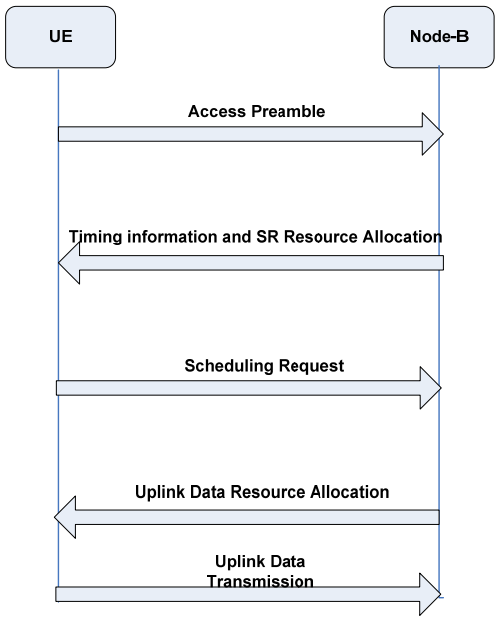 UE
Node-B
Access Preamble
Timing information and SR Resource Allocation
Scheduling Request
Uplink Data Resource Allocation
Uplink Data
Transmission